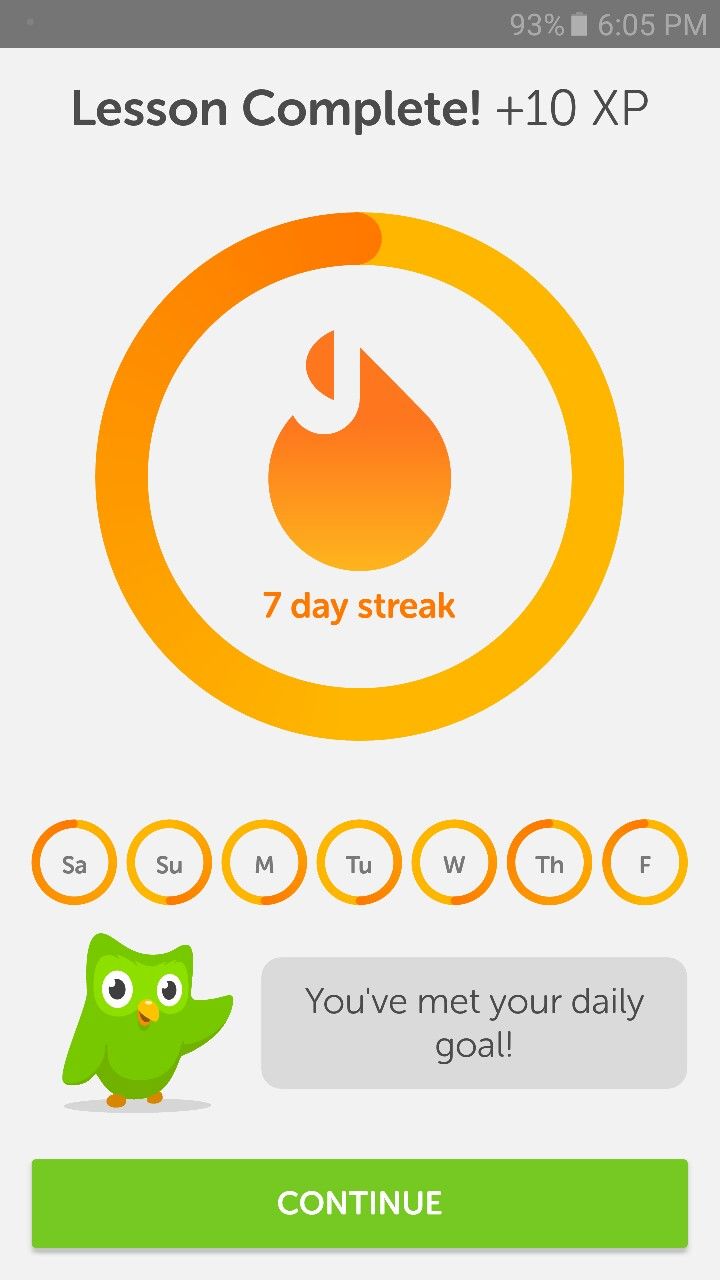 93% 6:05 PM
Lesson Complete! +10 XP
7 day streak
Sa Su M Tu W Th F
You've met your daily
goal!
CONTINUE